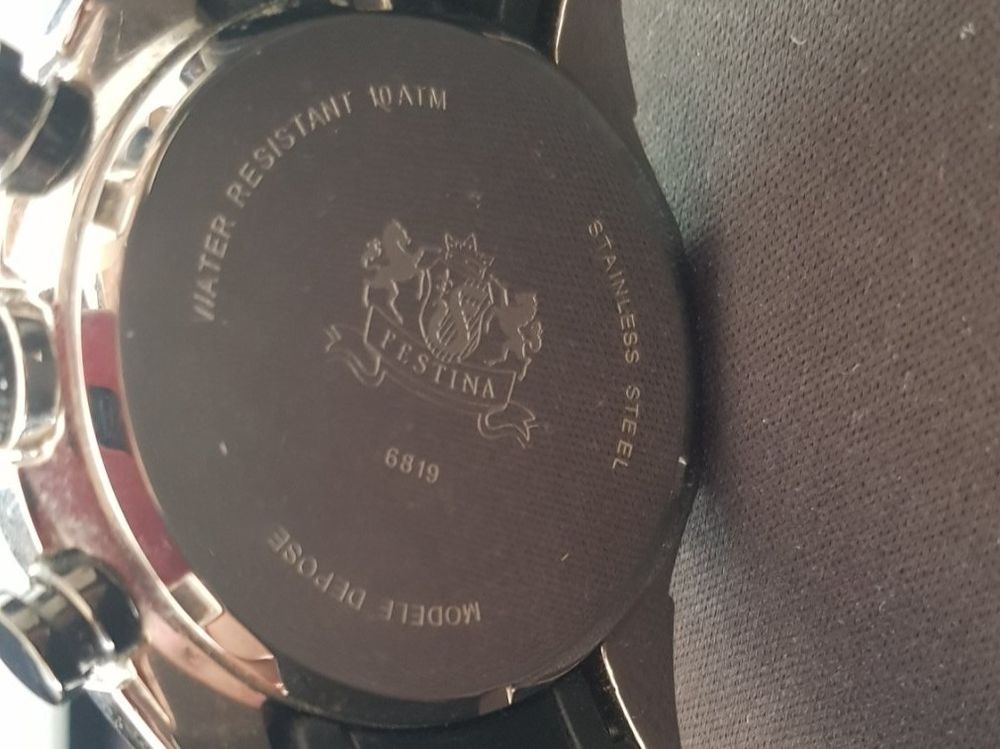 WATER RESISTANT 10 ATM
STAINLESS STEEL
FESTINA
6819
MODELE DEPOSE